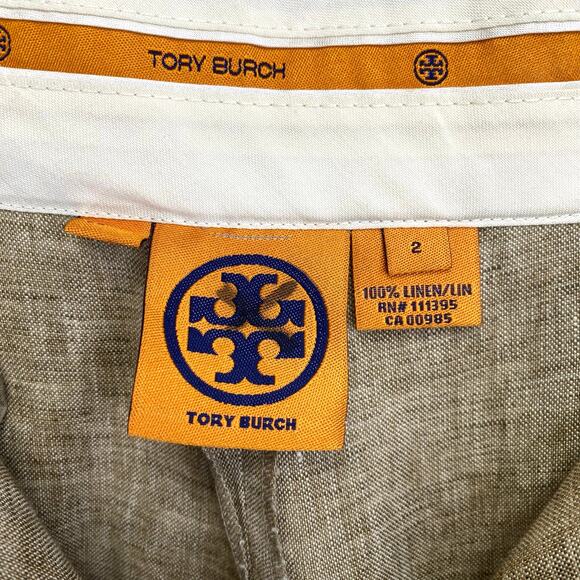 TORY BURCH
TORY BURCH
2
100% LINEN/LIN
RN# 111395
CA 00985